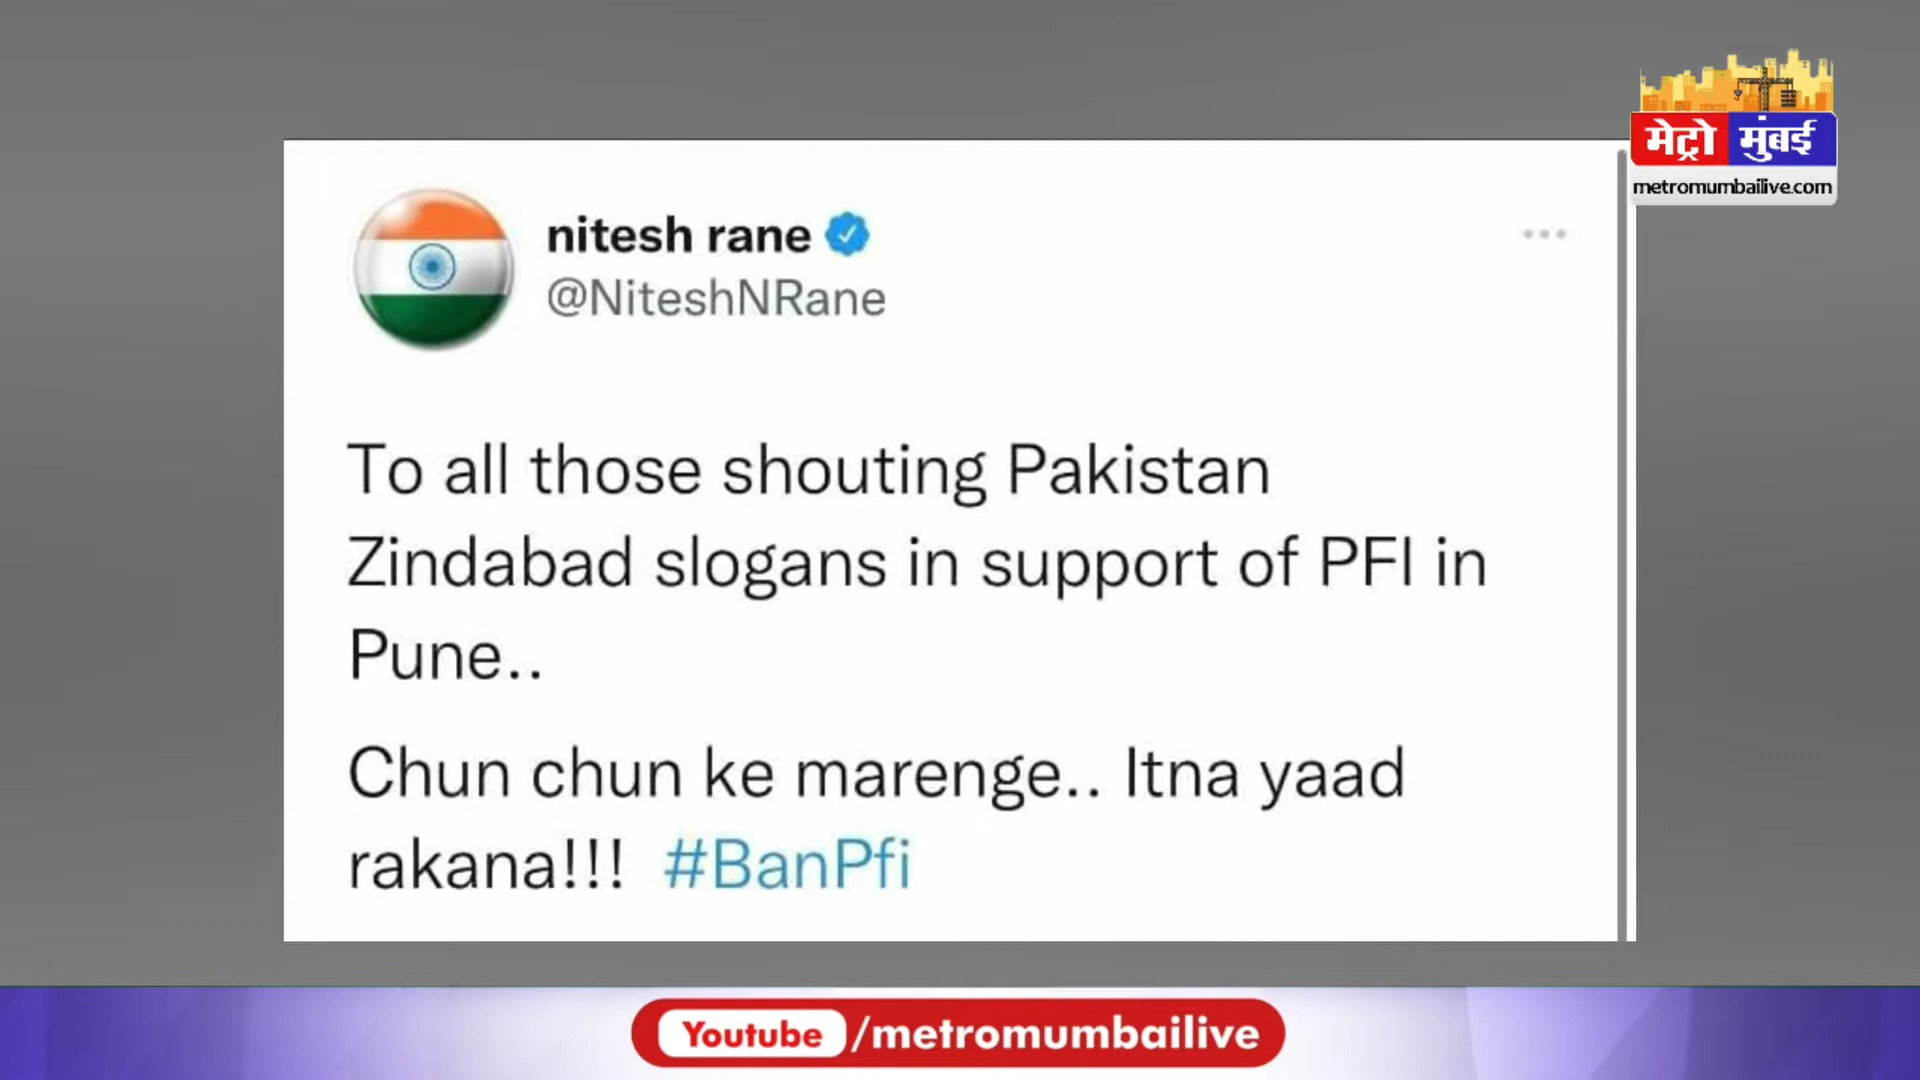 मेट्रो मुंबई
metromumbailive.com
nitesh rane
@NiteshNRane
To all those shouting Pakistan
Zindabad slogans in support of PFI in
Pune..
Chun chun ke marenge.. Itna yaad
rakana!!! #BanPfi
Youtube /metromumbailive